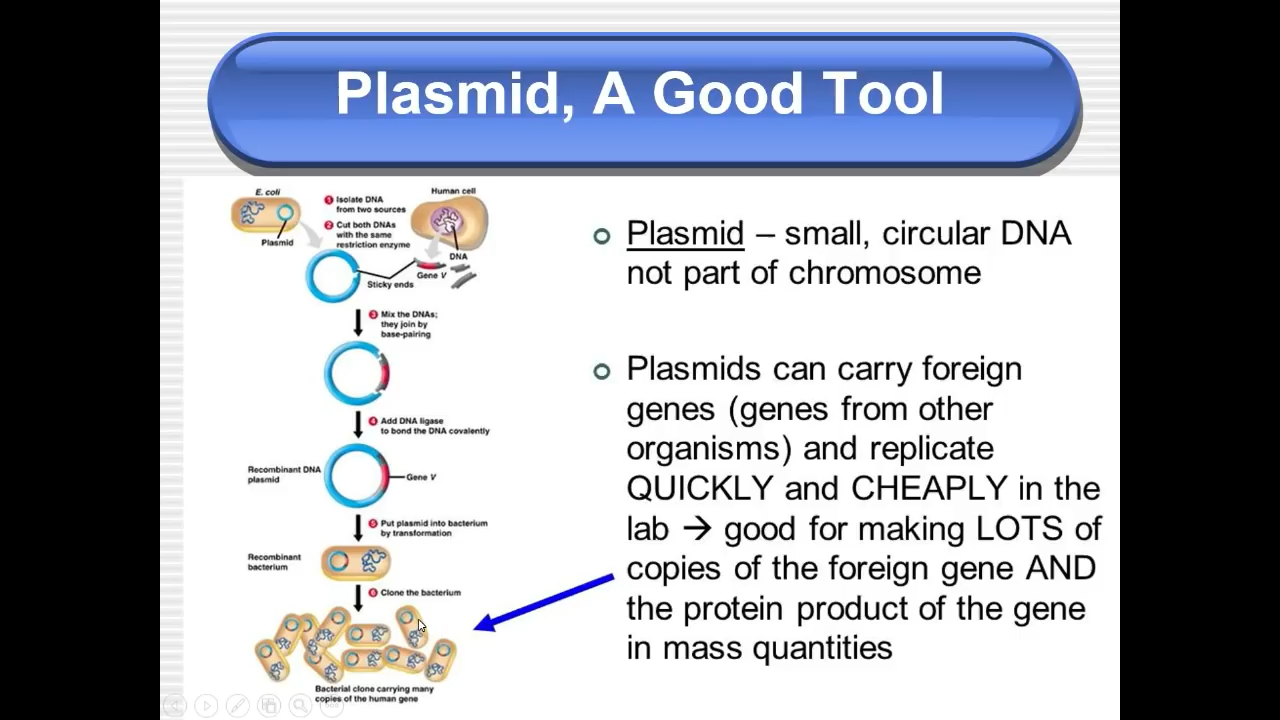 Plasmid, A Good Tool
E. coli
Plasmid
1 Isolate DNA
from two sources
2 Cut both DNAs
with the same
restriction enzyme
Human cell
DNA
Gene V
Sticky ends
3 Mix the DNAs;
they join by
base-pairing
4 Add DNA ligase
to bond the DNA covalently
Recombinant DNA
plasmid
Gene V
5 Put plasmid into bacterium
by transformation
Recombinant
bacterium
6 Clone the bacterium
Bacterial clone carrying many
copies of the human gene
Plasmid – small, circular DNA
not part of chromosome
Plasmids can carry foreign
genes (genes from other
organisms) and replicate
QUICKLY and CHEAPLY in the
lab → good for making LOTS of
copies of the foreign gene AND
the protein product of the gene
in mass quantities